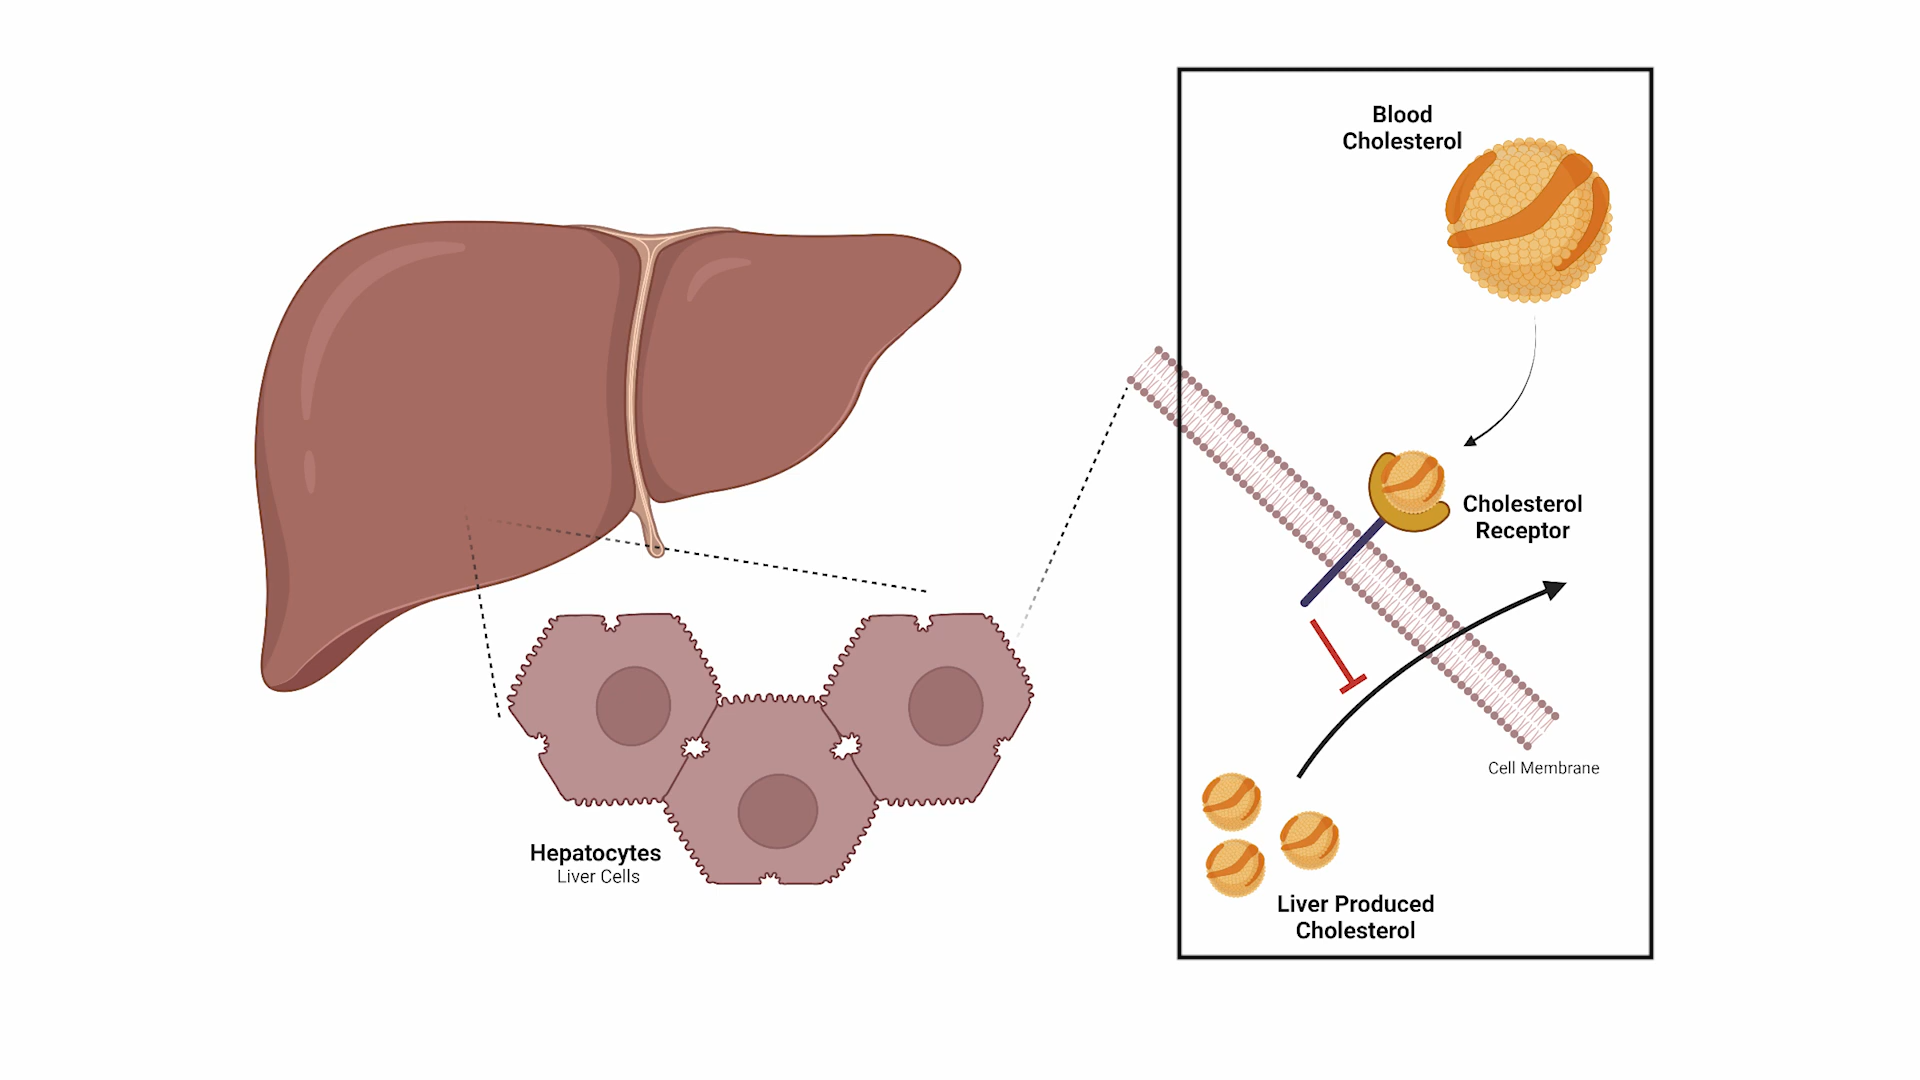 Blood
Cholesterol
Cholesterol
Receptor
Cell Membrane
Hepatocytes
Liver Cells
Liver Produced
Cholesterol